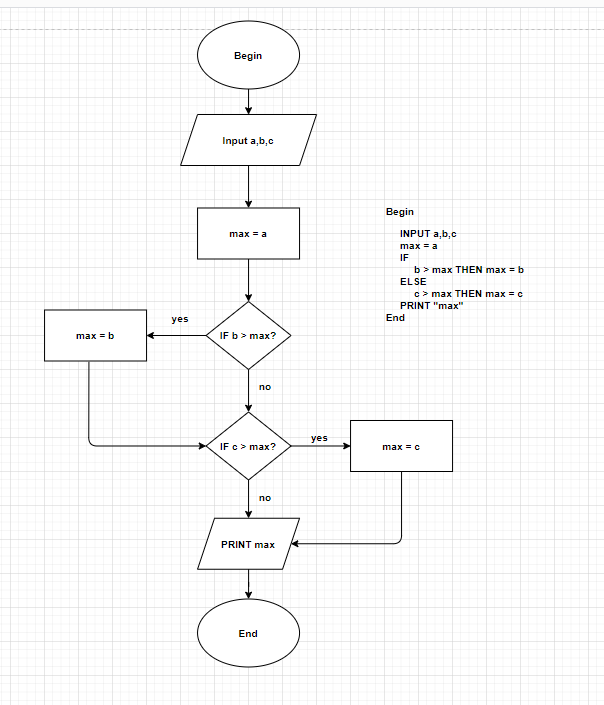 Begin
Input a,b,c
max = a
IF b > max?
yes
max = b
no
IF c > max?
yes
max = c
no
PRINT max
End
Begin
INPUT a,b,c
max = a
IF
b > max THEN max = b
ELSE
c > max THEN max = c
PRINT "max"
End